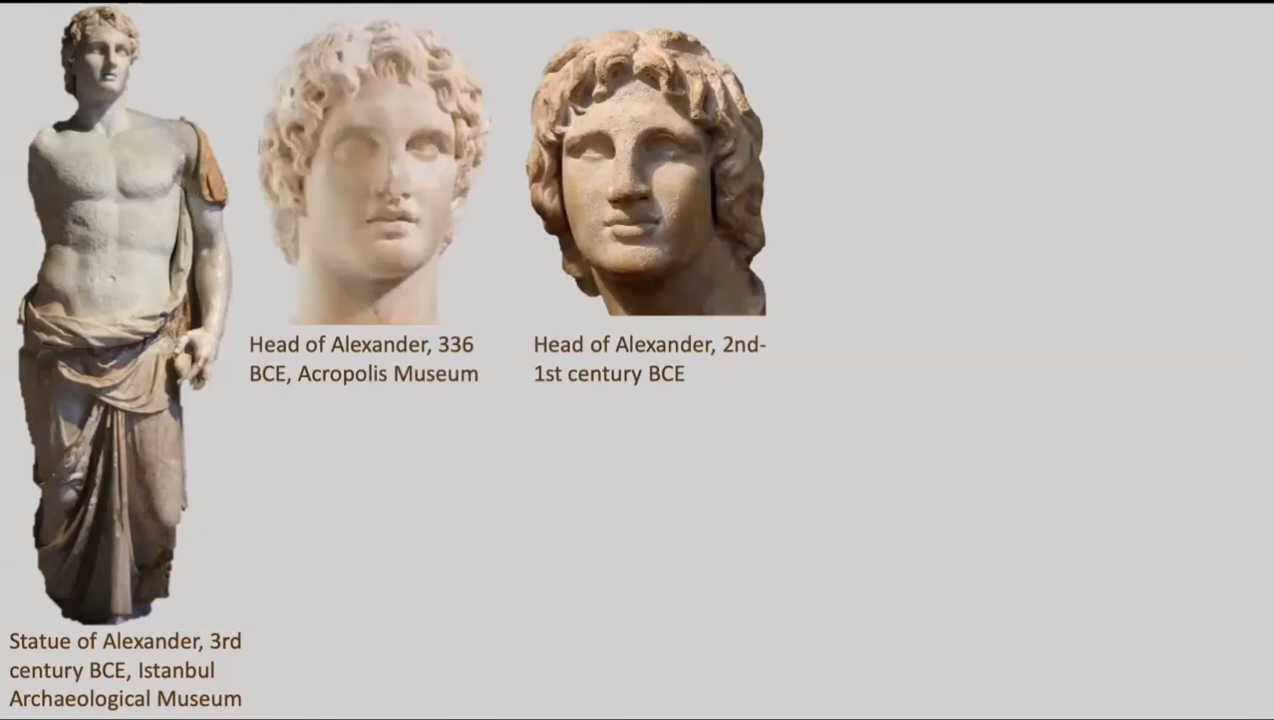 Head of Alexander, 336
BCE, Acropolis Museum
Head of Alexander, 2nd-
1st century BCE
Statue of Alexander, 3rd
century BCE, Istanbul
Archaeological Museum